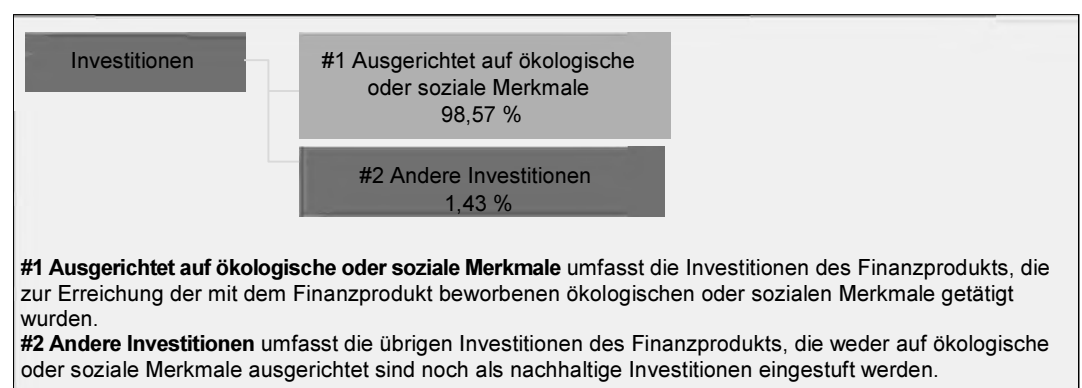 Investitionen
#1 Ausgerichtet auf ökologische
oder soziale Merkmale
98,57 %
#2 Andere Investitionen
1,43 %
#1 Ausgerichtet auf ökologische oder soziale Merkmale umfasst die Investitionen des Finanzprodukts, die
zur Erreichung der mit dem Finanzprodukt beworbenen ökologischen oder sozialen Merkmale getätigt
wurden.
#2 Andere Investitionen umfasst die übrigen Investitionen des Finanzprodukts, die weder auf ökologische
oder soziale Merkmale ausgerichtet sind noch als nachhaltige Investitionen eingestuft werden.